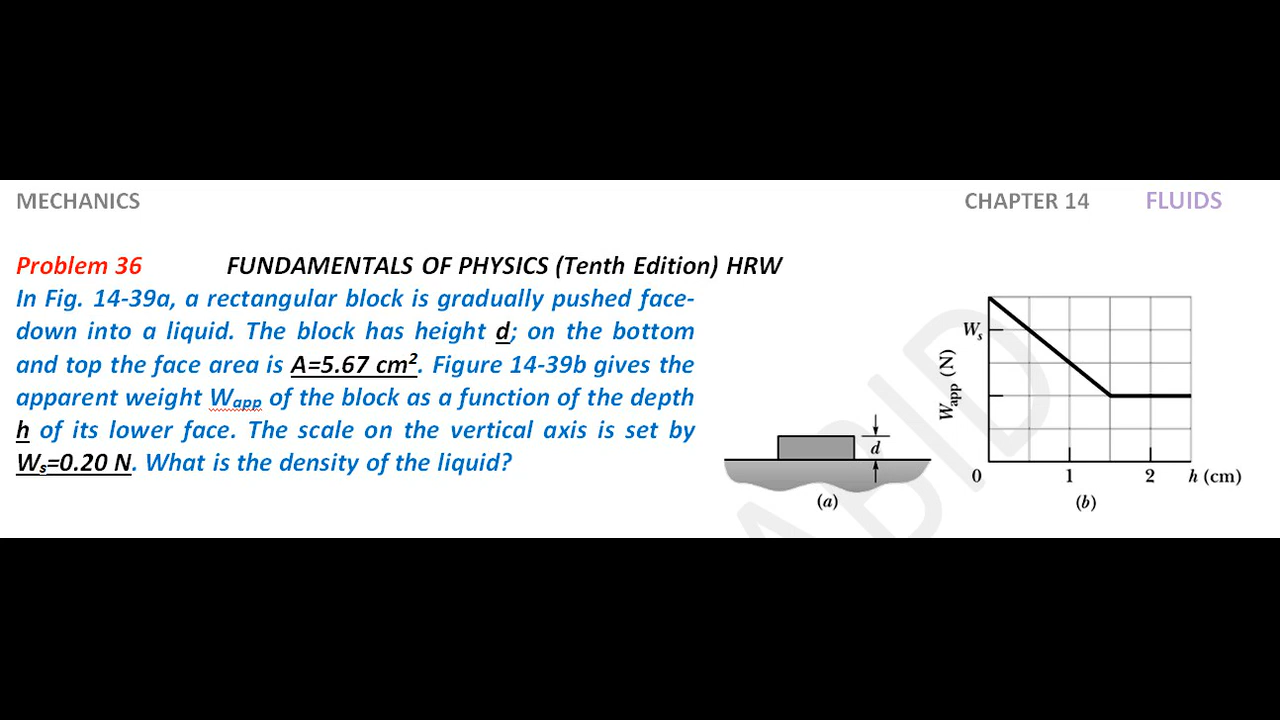 MECHANICS CHAPTER 14 FLUIDS
Problem 36 FUNDAMENTALS OF PHYSICS (Tenth Edition) HRW
In Fig. 14-39a, a rectangular block is gradually pushed face-
down into a liquid. The block has height d; on the bottom
and top the face area is A=5.67 cm². Figure 14-39b gives the
apparent weight Wapp of the block as a function of the depth
h of its lower face. The scale on the vertical axis is set by
Ws=0.20 N. What is the density of the liquid?
d
(a)
Ws
Wapp (N)
0 1 2 h (cm)
(b)